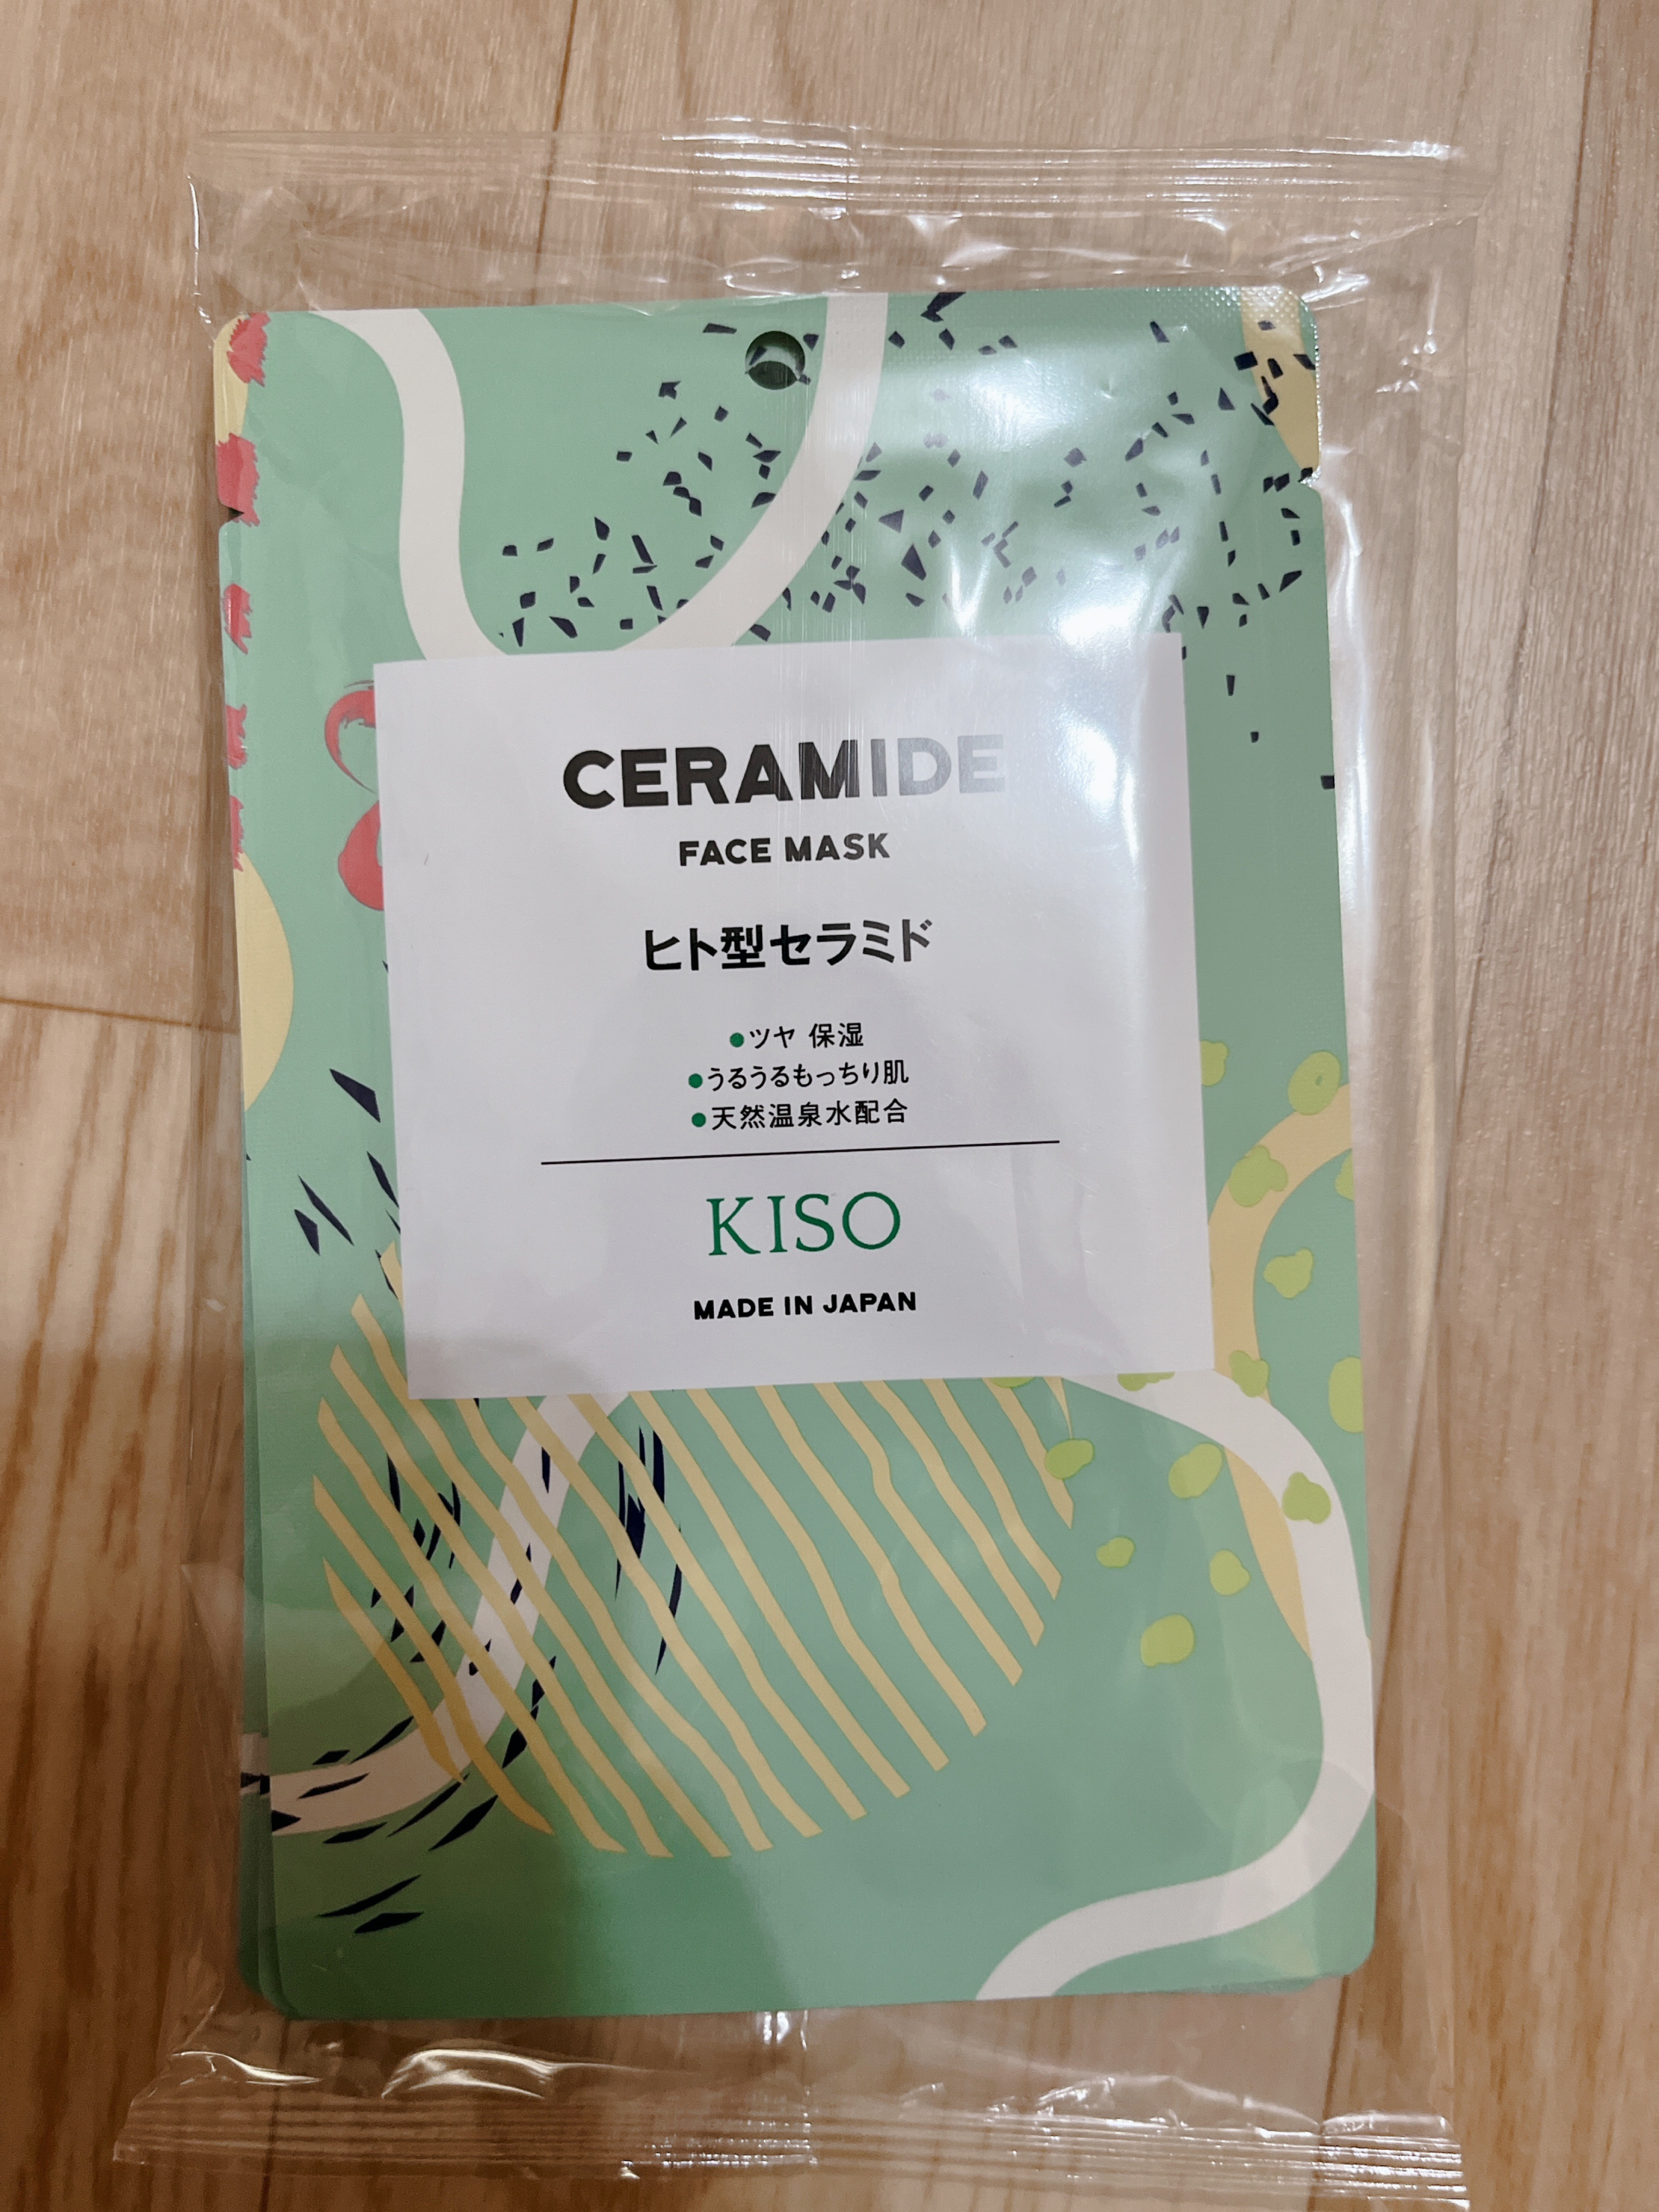 CERAMIDE
FACE MASK
ヒト型セラミド
●ツヤ 保湿
●うるうるもっちり肌
●天然温泉水配合
KISO
MADE IN JAPAN